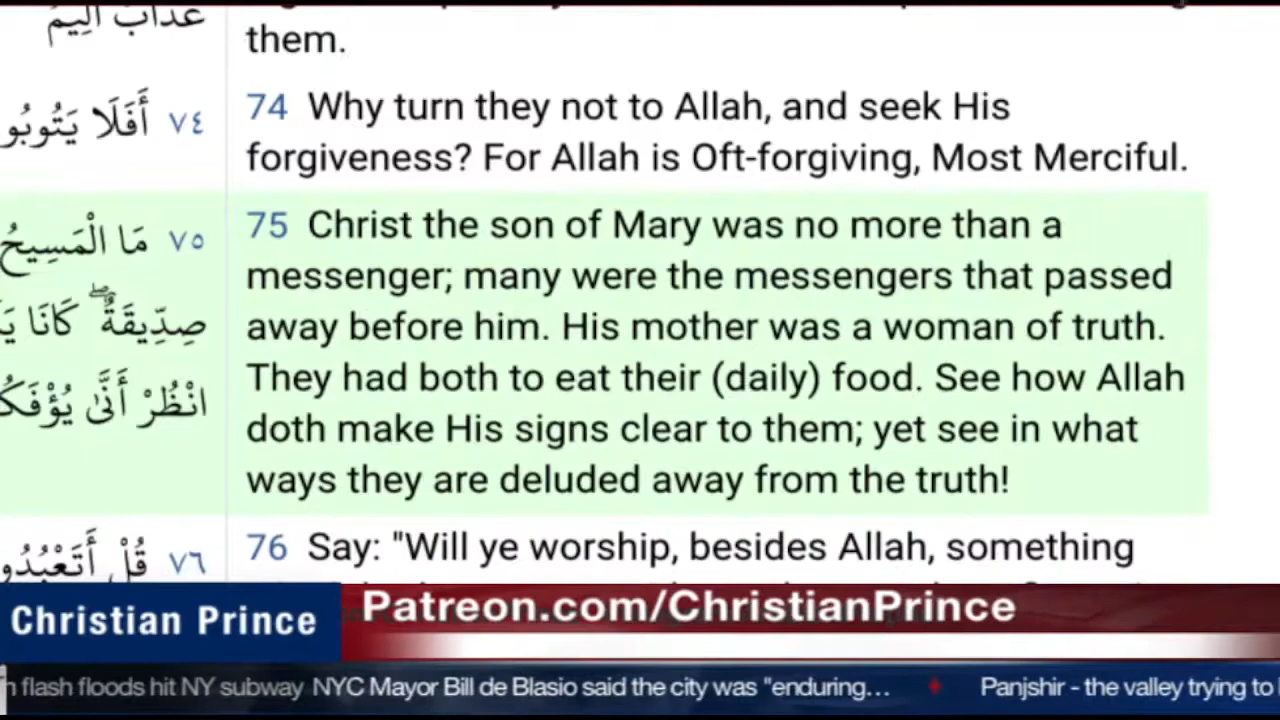 عَذَابٌ أَلِيمٌ
them.
٧٤ أَفَلَا
74 Why turn they not to Allah, and seek His
forgiveness? For Allah is Oft-forgiving, Most Merciful.
٧٥ مَا الْمَسِيحُ
صِدِّيقَةٌ ۖ كَانَا
انْظُرْ أَنَّىٰ
75 Christ the son of Mary was no more than a
messenger; many were the messengers that passed
away before him. His mother was a woman of truth.
They had both to eat their (daily) food. See how Allah
doth make His signs clear to them; yet see in what
ways they are deluded away from the truth!
٧٦ قُلْ
76 Say: "Will ye worship, besides Allah, something
Christian Prince
Patreon.com/ChristianPrince
flash floods hit NY subway NYC Mayor Bill de Blasio said the city was "enduring... Panjshir - the valley trying to